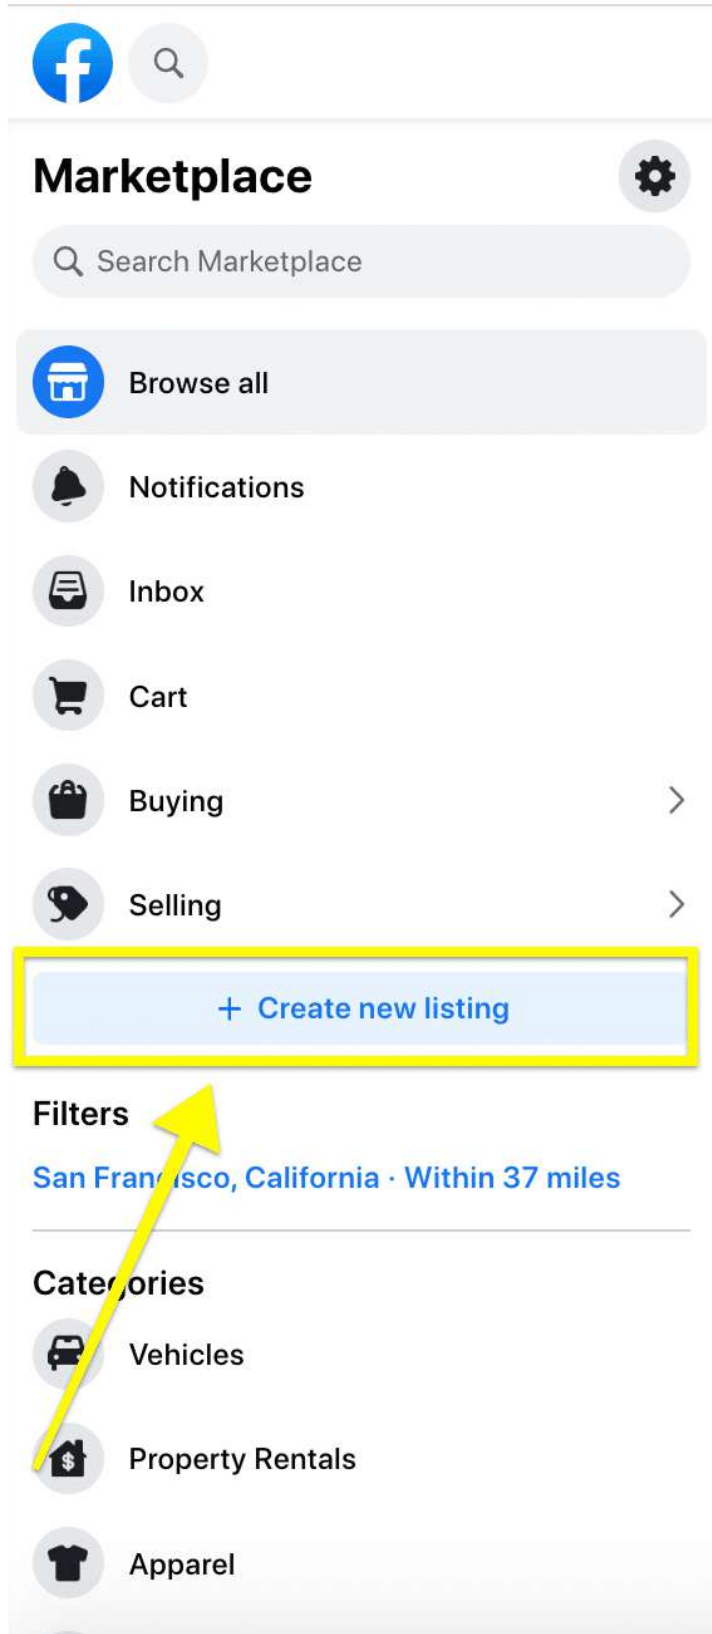 Marketplace
Search Marketplace
Browse all
Notifications
Inbox
Cart
Buying
Selling
+ Create new listing
Filters
San Francisco, California · Within 37 miles
Categories
Vehicles
Property Rentals
Apparel